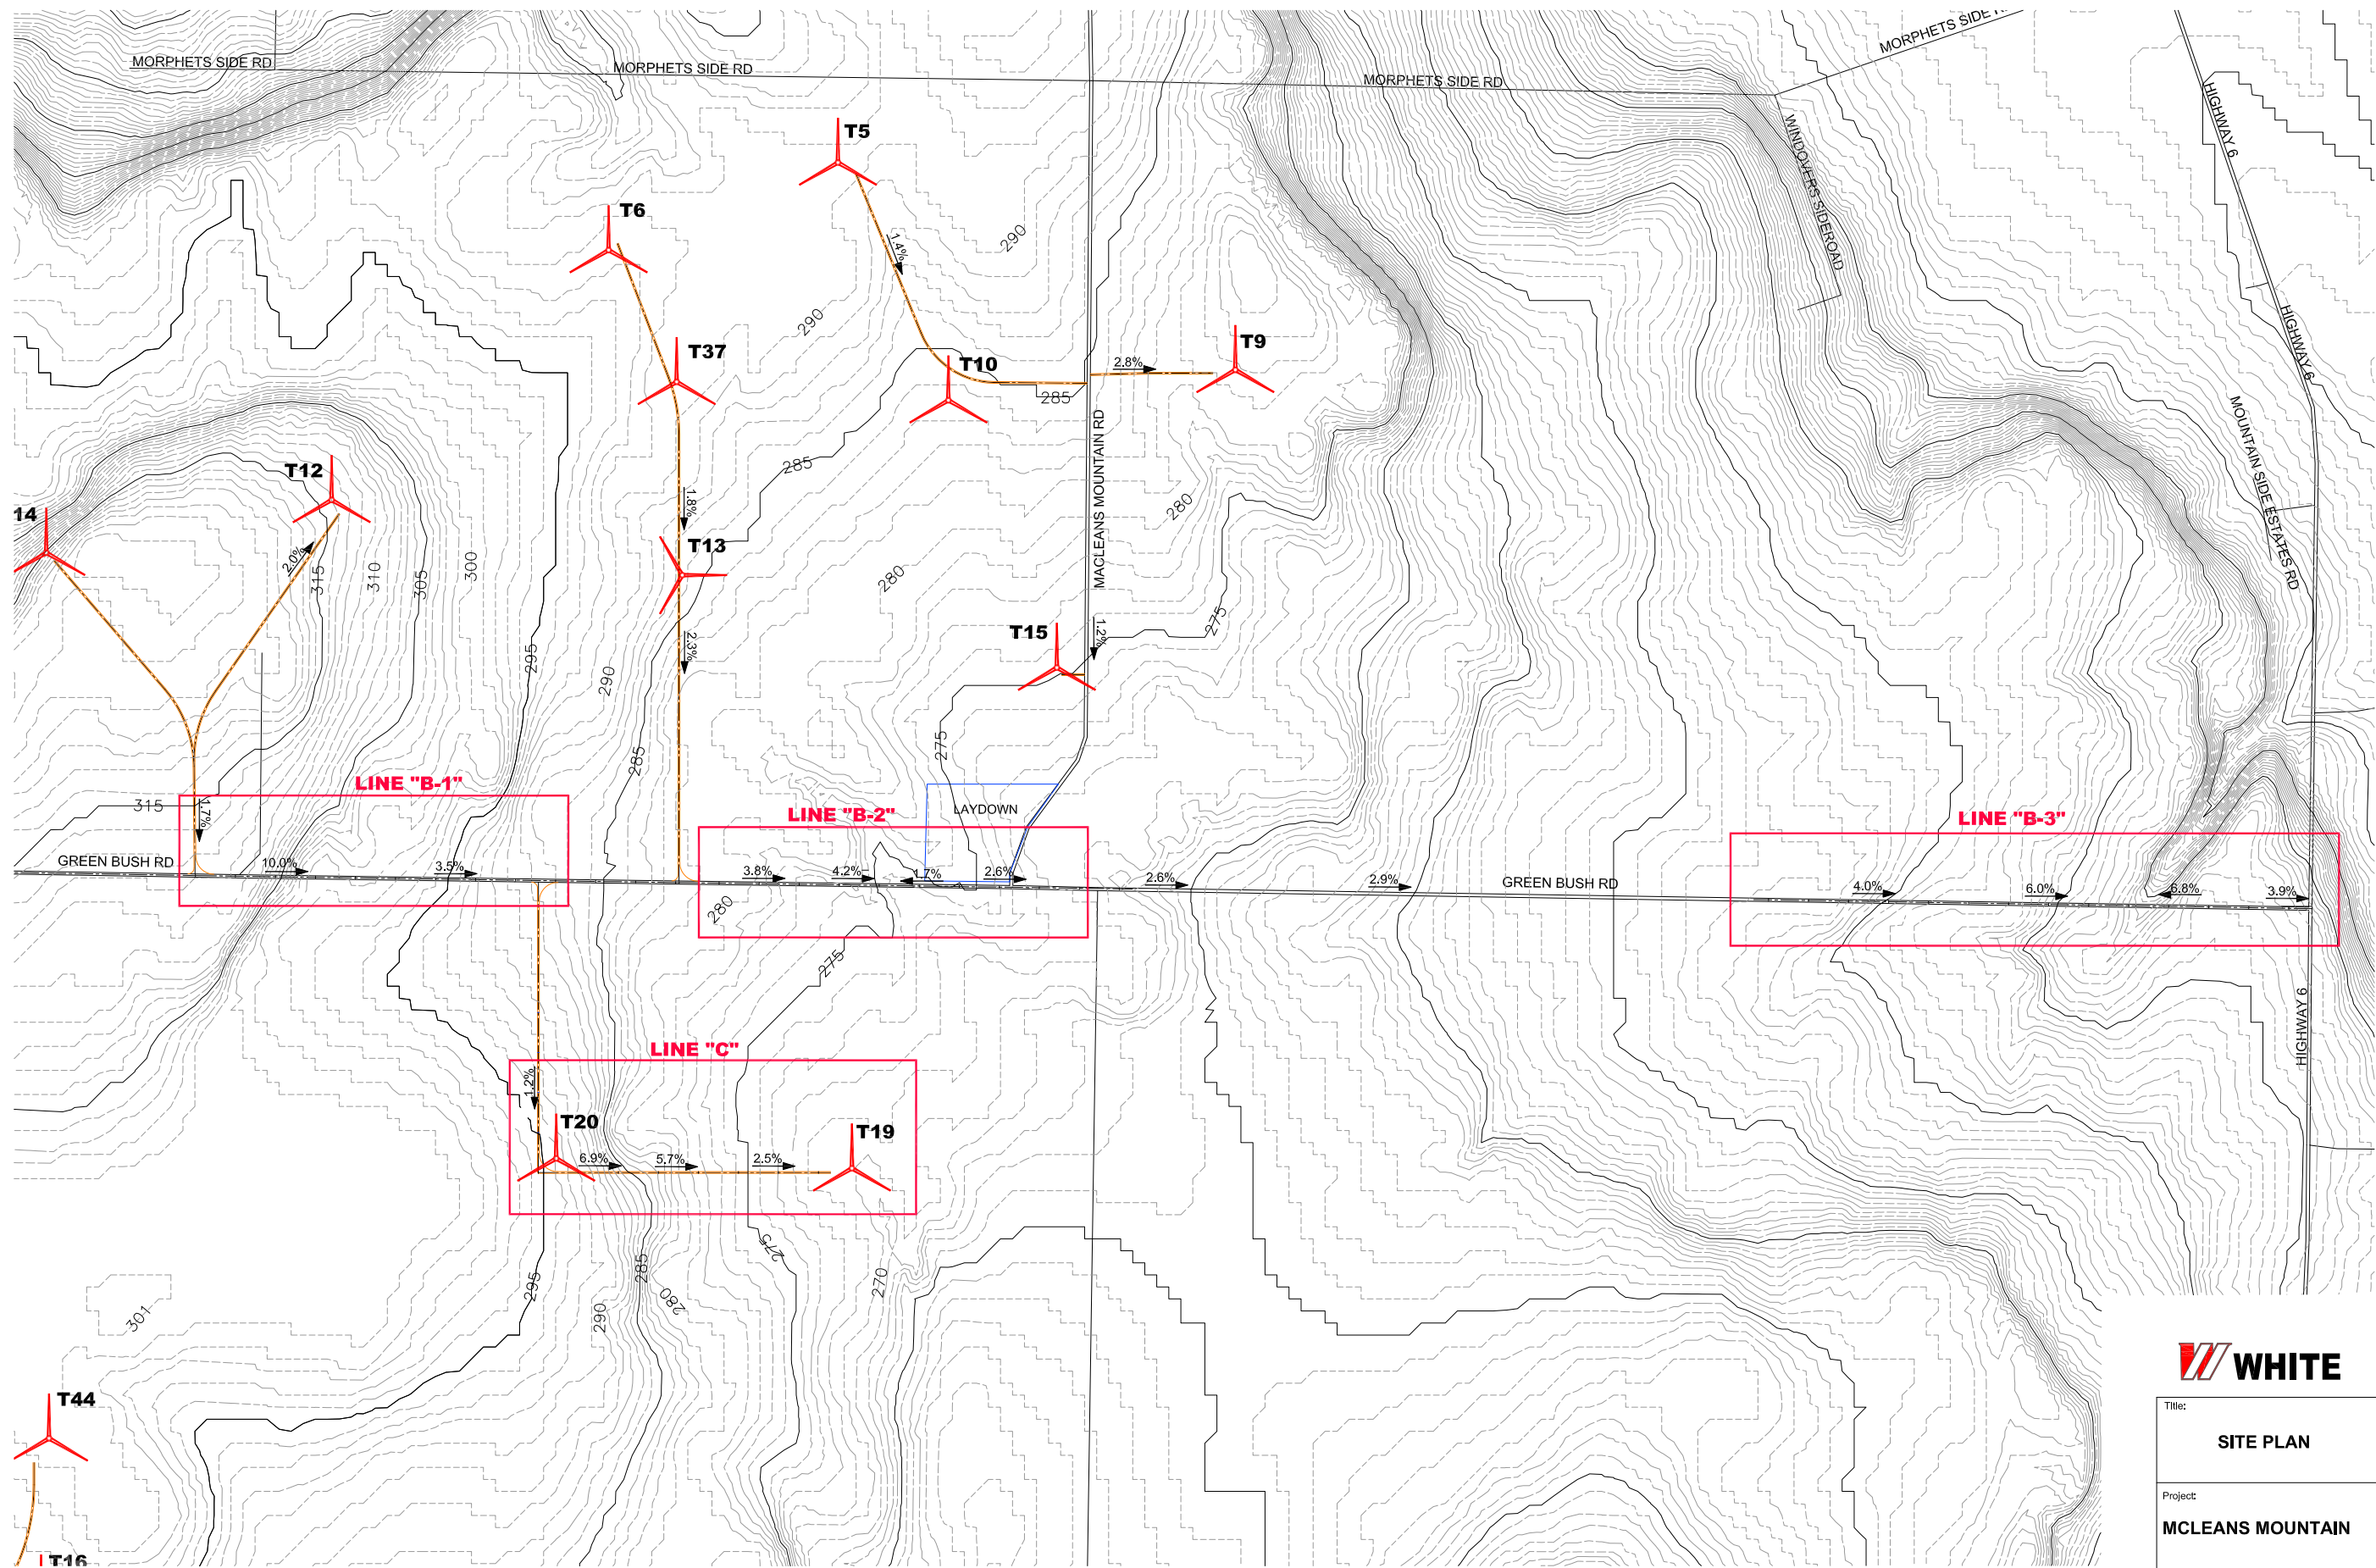 MORPHETS SIDE RD
MORPHETS SIDE RD
MORPHETS SIDE RD
MORPHETS SIDE
HIGHWAY 6
WINDOVERS SIDEROAD
T5
T6
1.4%
290
290
HIGHWAY 6
T37
T10
2.8%
T9
285
MACLEANS MOUNTAIN RD
MOUNTAIN SIDE ESTATES RD
T12
285
14
1.8%
280
2.0%
315
310
305
300
T13
280
T15
1.2%
275
2.3%
295
290
285
275
LINE "B-1"
315
1.7%
LINE "B-2"
LAYDOWN
LINE "B-3"
GREEN BUSH RD
10.0%
3.5%
3.8%
4.2%
1.7%
2.6%
2.6%
2.9%
GREEN BUSH RD
4.0%
6.0%
6.8%
3.9%
280
275
HIGHWAY 6
LINE "C"
1.2%
T20
T19
6.9%
5.7%
2.5%
275
295
285
280
290
270
301
T44
T16
WHITE
Title:
SITE PLAN
Project:
MCLEANS MOUNTAIN